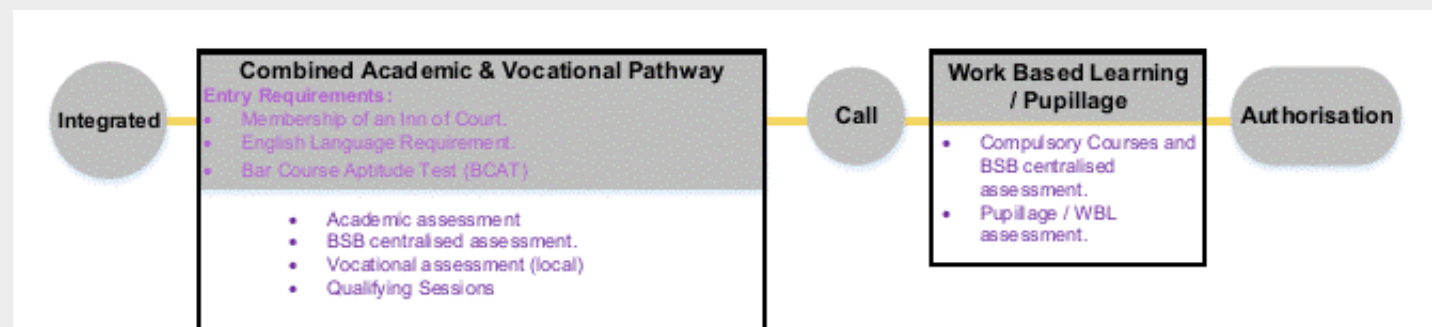 Integrated
Combined Academic & Vocational Pathway
Entry Requirements:
• Membership of an Inn of Court.
• English Language Requirement.
• Bar Course Aptitude Test (BCAT)
• Academic assessment
• BSB centralised assessment.
• Vocational assessment (local)
• Qualifying Sessions
Call
Work Based Learning
/ Pupillage
• Compulsory Courses and
BSB centralised
assessment.
• Pupillage / WBL
assessment.
Authorisation